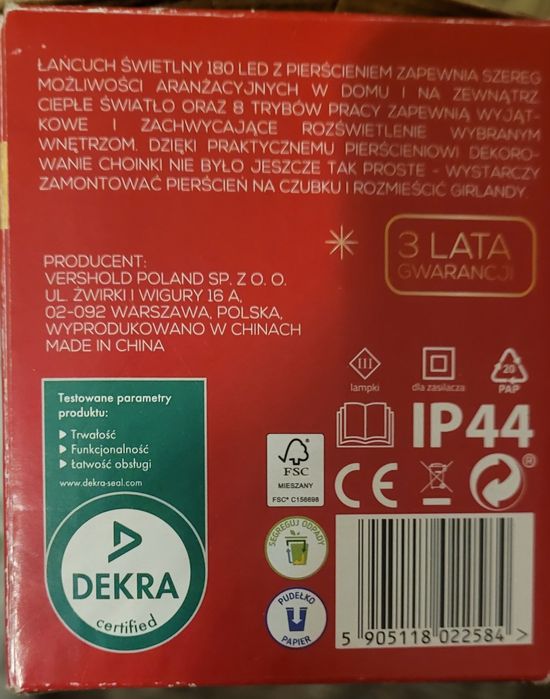 ŁAŃCUCH ŚWIETLNY 180 LED Z PIERŚCIENIEM ZAPEWNIA SZEREG
MOŻLIWOŚCI ARANŻACYJNYCH W DOMU I NA ZEWNĄTRZ
CIEPŁE ŚWIATŁO ORAZ 8 TRYBÓW PRACY ZAPEWNIĄ WYJĄT-
KOWE I ZACHWYCAJĄCE ROZŚWIETLENIE WYBRANYM
WNĘTRZOM. DZIĘKI PRAKTYCZNEMU PIERŚCIENIOWI DEKORO-
WANIE CHOINKI NIE BYŁO JESZCZE TAK PROSTE - WYSTARCZY
ZAMONTOWAĆ PIERŚCIEŃ NA CZUBKU I ROZMIEŚCIĆ GIRLANDY.
3 LATA
GWARANCJI
PRODUCENT:
VERSHOLD POLAND SP. Z O. O.
UL. ŻWIRKI I WIGURY 16 A,
02-092 WARSZAWA, POLSKA,
WYPRODUKOWANO W CHINACH
MADE IN CHINA
III
lampki
dla zasilacza
20
PAP
Testowane parametry
produktu:
Trwałość
Funkcjonalność
Łatwość obsługi
www.dekra-seal.com
DEKRA
certified
IP44
FSC
MIESZANY
FSC® C156698
CE
®
SEGREGUJ ODPADY
PUDEŁKO
PAPIER
5 905118 022584 >